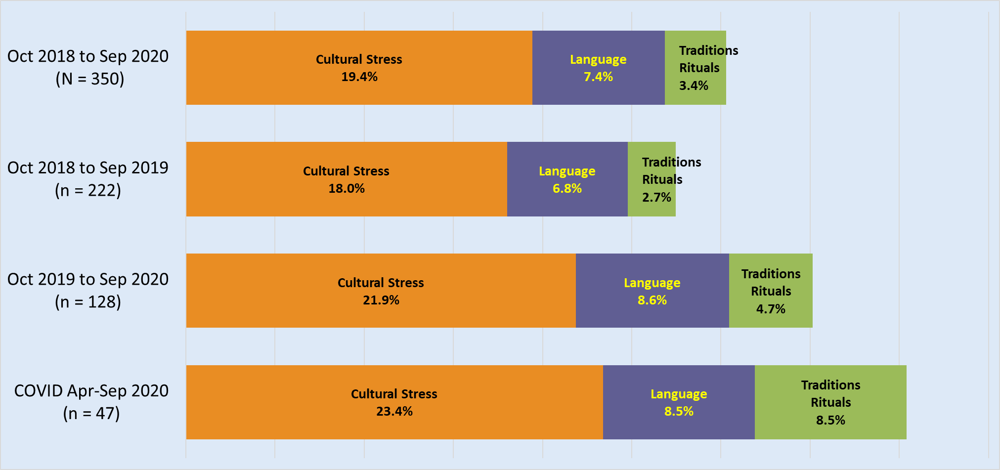 Oct 2018 to Sep 2020
(N = 350)
Cultural Stress
19.4%
Language
7.4%
Traditions
Rituals
3.4%
Oct 2018 to Sep 2019
(n = 222)
Cultural Stress
18.0%
Language
6.8%
Traditions
Rituals
2.7%
Oct 2019 to Sep 2020
(n = 128)
Cultural Stress
21.9%
Language
8.6%
Traditions
Rituals
4.7%
COVID Apr-Sep 2020
(n = 47)
Cultural Stress
23.4%
Language
8.5%
Traditions
Rituals
8.5%